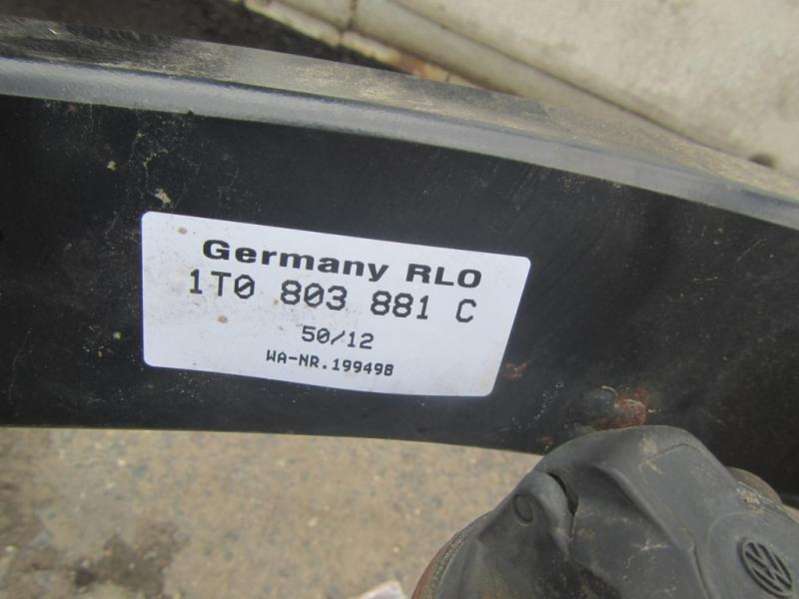 Germany RLO
1T0 803 881 C
50/12
WA-NR.199498